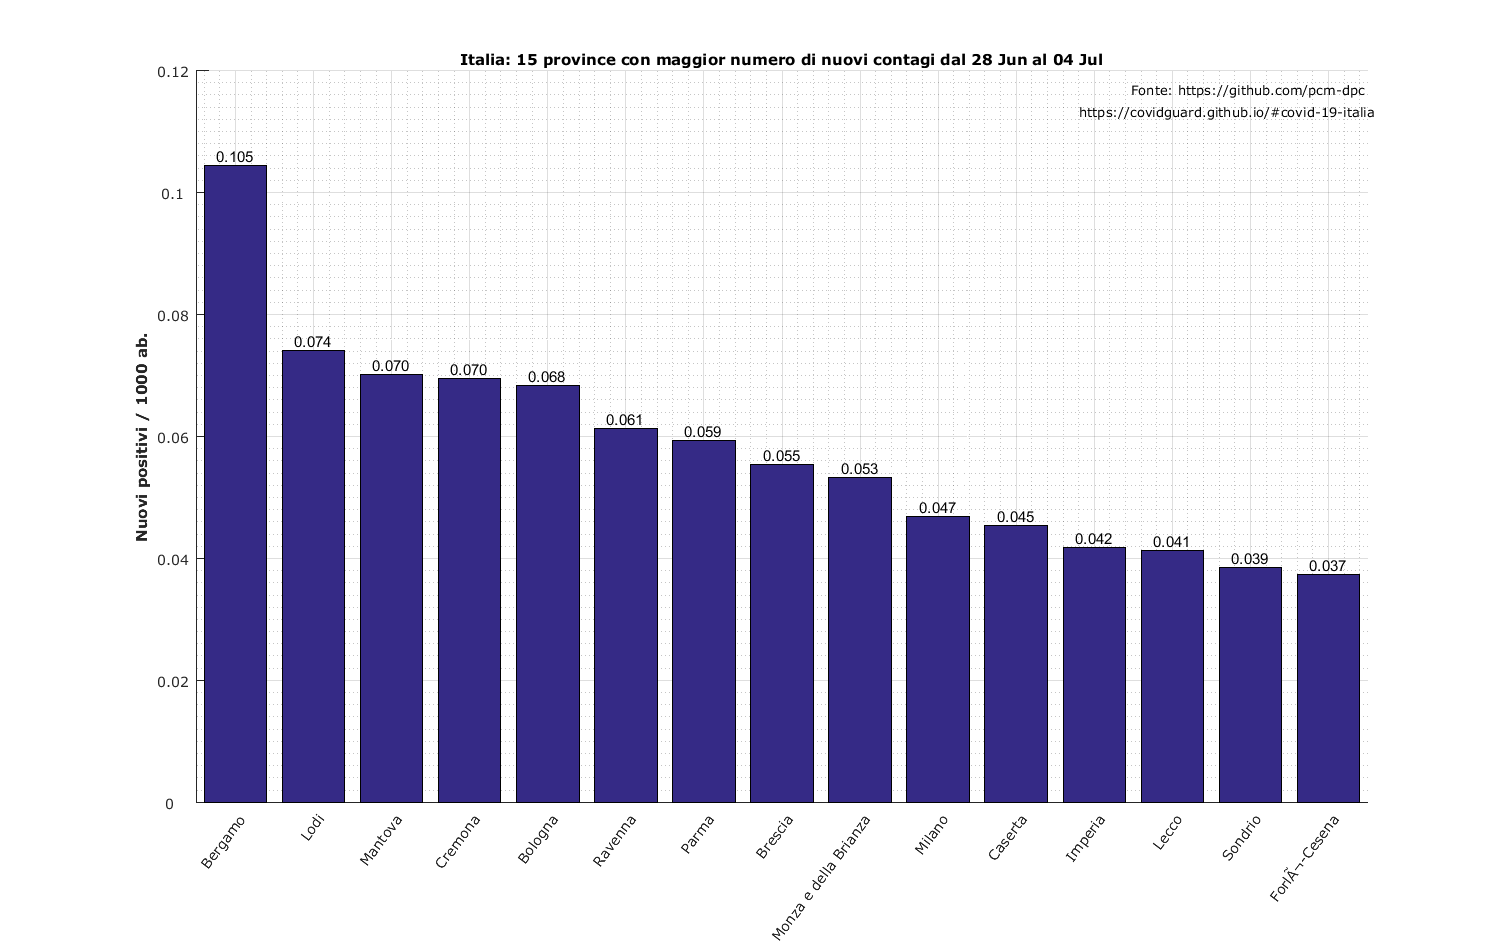 Italia: 15 province con maggior numero di nuovi contagi dal 28 Jun al 04 Jul
Fonte: https://github.com/pcm-dpc
https://covidguard.github.io/#covid-19-italia
Nuovi positivi / 1000 ab.
0.12
0.1
0.08
0.06
0.04
0.02
0
0.105
0.074
0.070
0.070
0.068
0.061
0.059
0.055
0.053
0.047
0.045
0.042
0.041
0.039
0.037
Bergamo
Lodi
Mantova
Cremona
Bologna
Ravenna
Parma
Brescia
Monza e della Brianza
Milano
Caserta
Imperia
Lecco
Sondrio
ForlÃ¬-Cesena